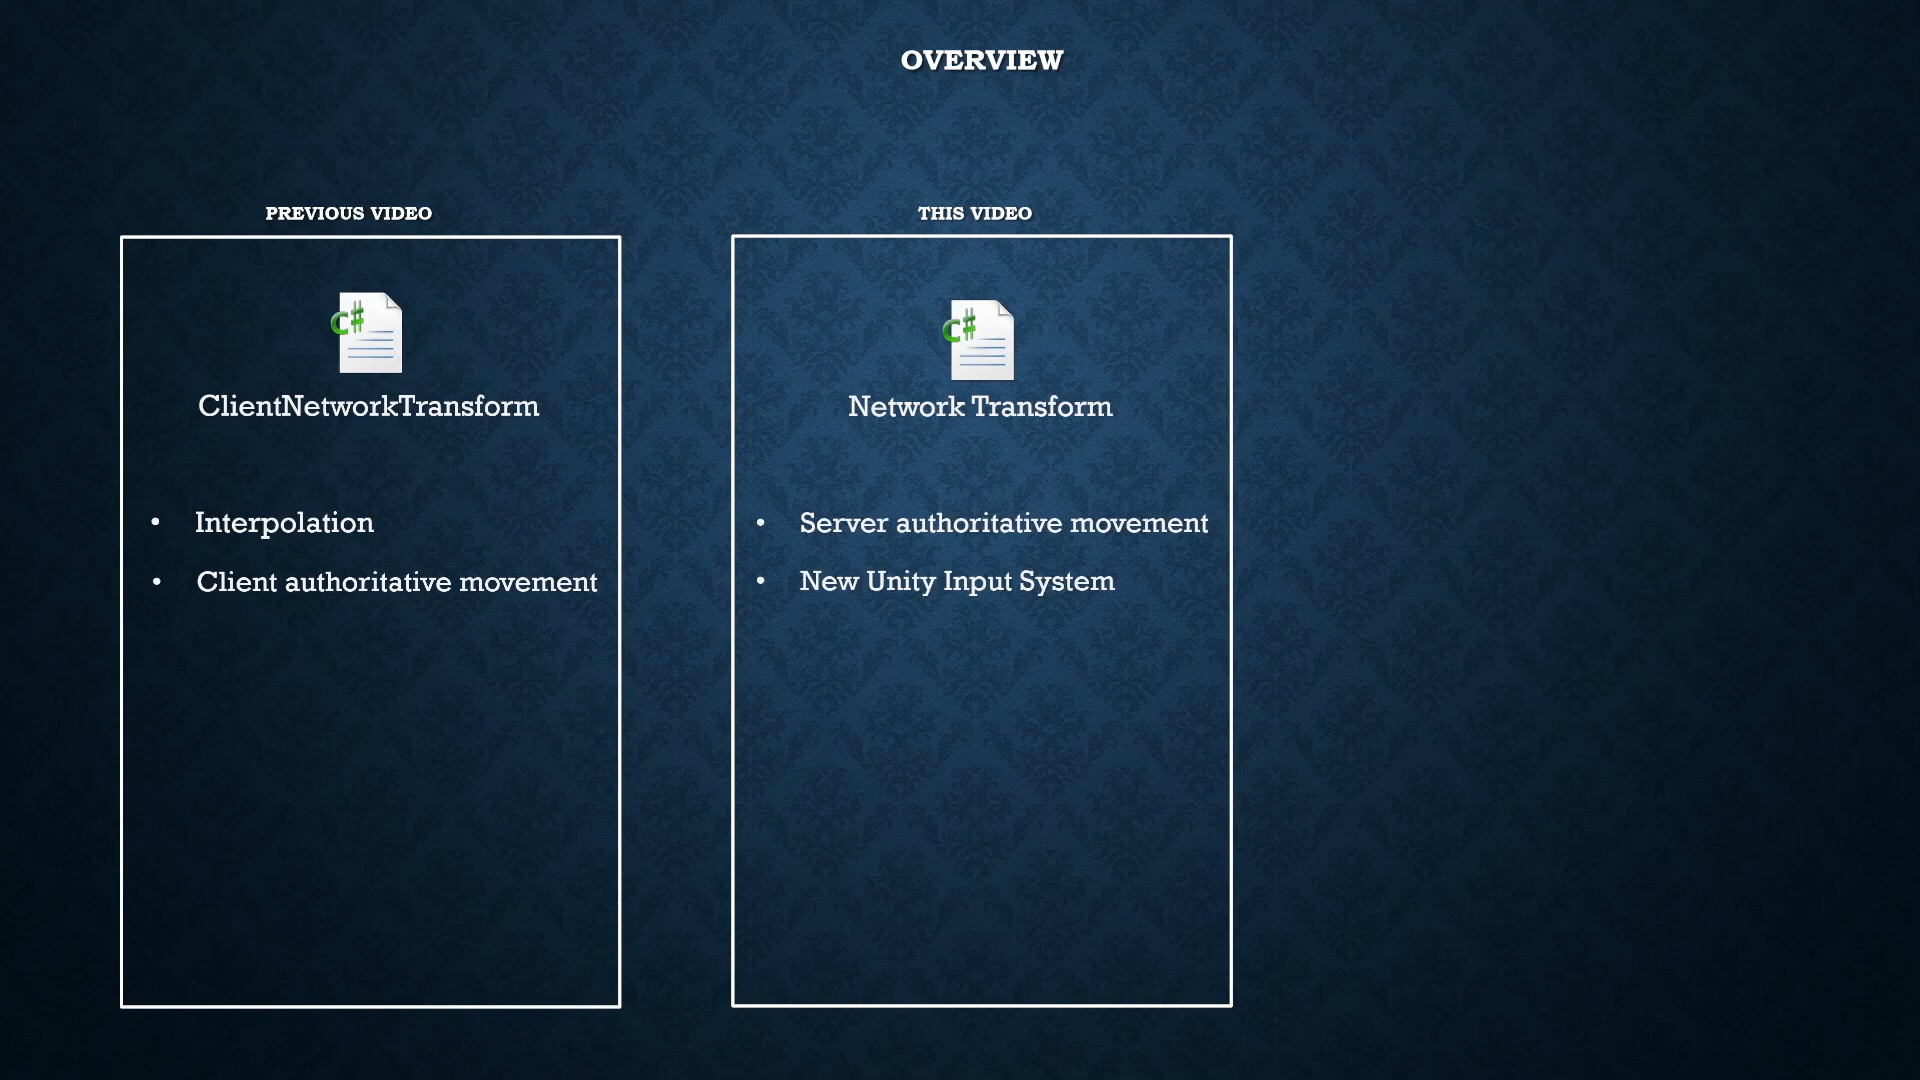 OVERVIEW
PREVIOUS VIDEO
C#
ClientNetworkTransform
• Interpolation
• Client authoritative movement
THIS VIDEO
C#
Network Transform
• Server authoritative movement
• New Unity Input System